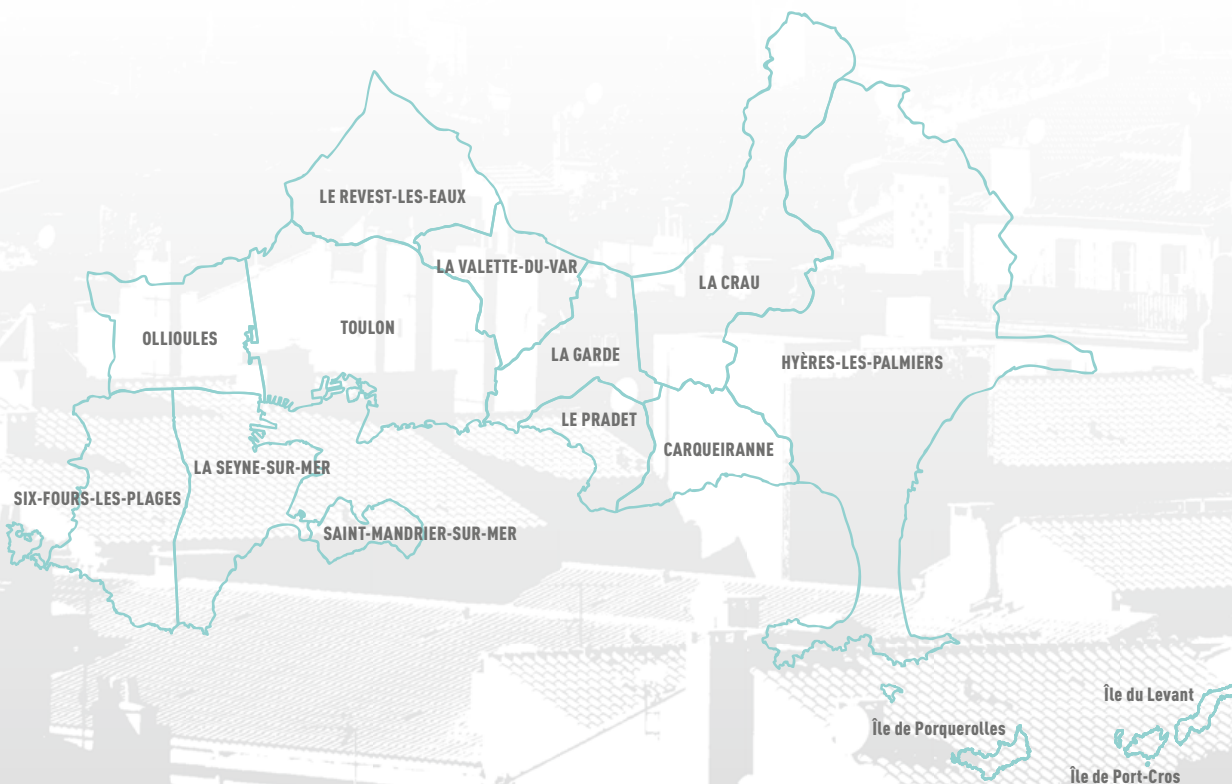 LE REVEST-LES-EAUX
LA VALETTE-DU-VAR
LA CRAU
OLLIOULES
TOULON
LA GARDE
HYÈRES-LES-PALMIERS
LE PRADET
CARQUEIRANNE
LA SEYNE-SUR-MER
SIX-FOURS-LES-PLAGES
SAINT-MANDRIER-SUR-MER
Île du Levant
Île de Porquerolles
Île de Port-Cros